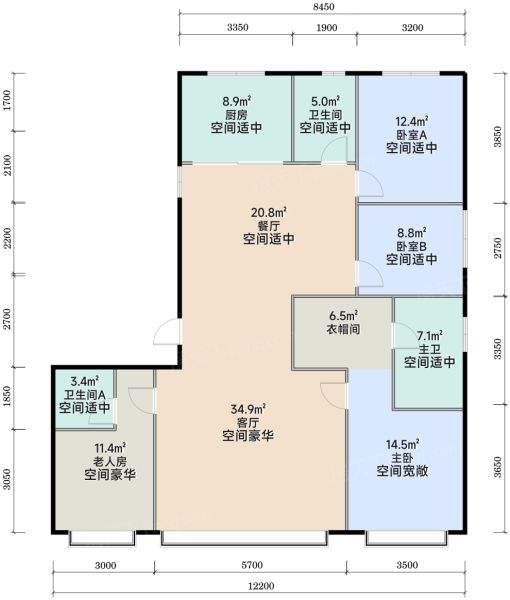 8450
3350
1900
3200
1700
2100
2200
2700
1850
3050
3850
2750
3350
3650
8.9㎡
厨房
空间适中
5.0㎡
卫生间
空间适中
12.4㎡
卧室A
空间适中
20.8㎡
餐厅
空间适中
8.8㎡
卧室B
空间适中
6.5㎡
衣帽间
7.1㎡
主卫
空间适中
3.4㎡
卫生间A
空间适中
34.9㎡
客厅
空间豪华
11.4㎡
老人房
空间豪华
14.5㎡
主卧
空间宽敞
3000
5700
3500
12200